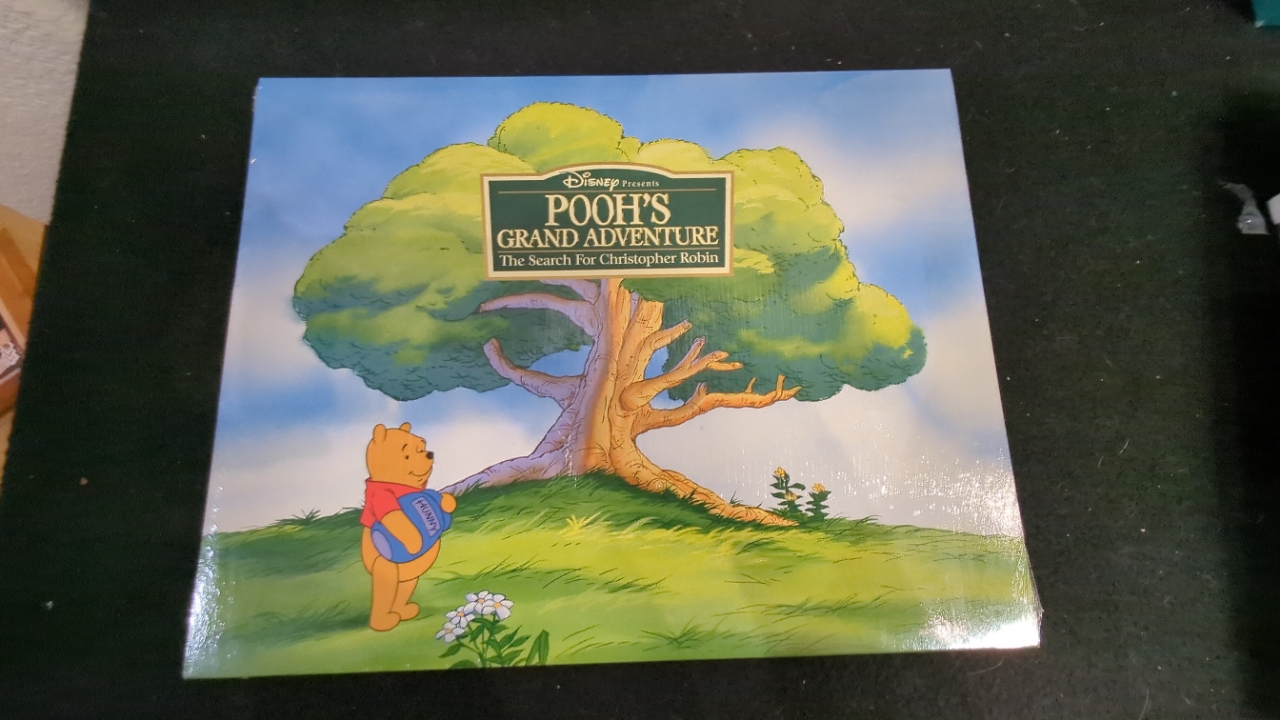 Disney Presents
POOH'S
GRAND ADVENTURE
The Search For Christopher Robin
HUNNY